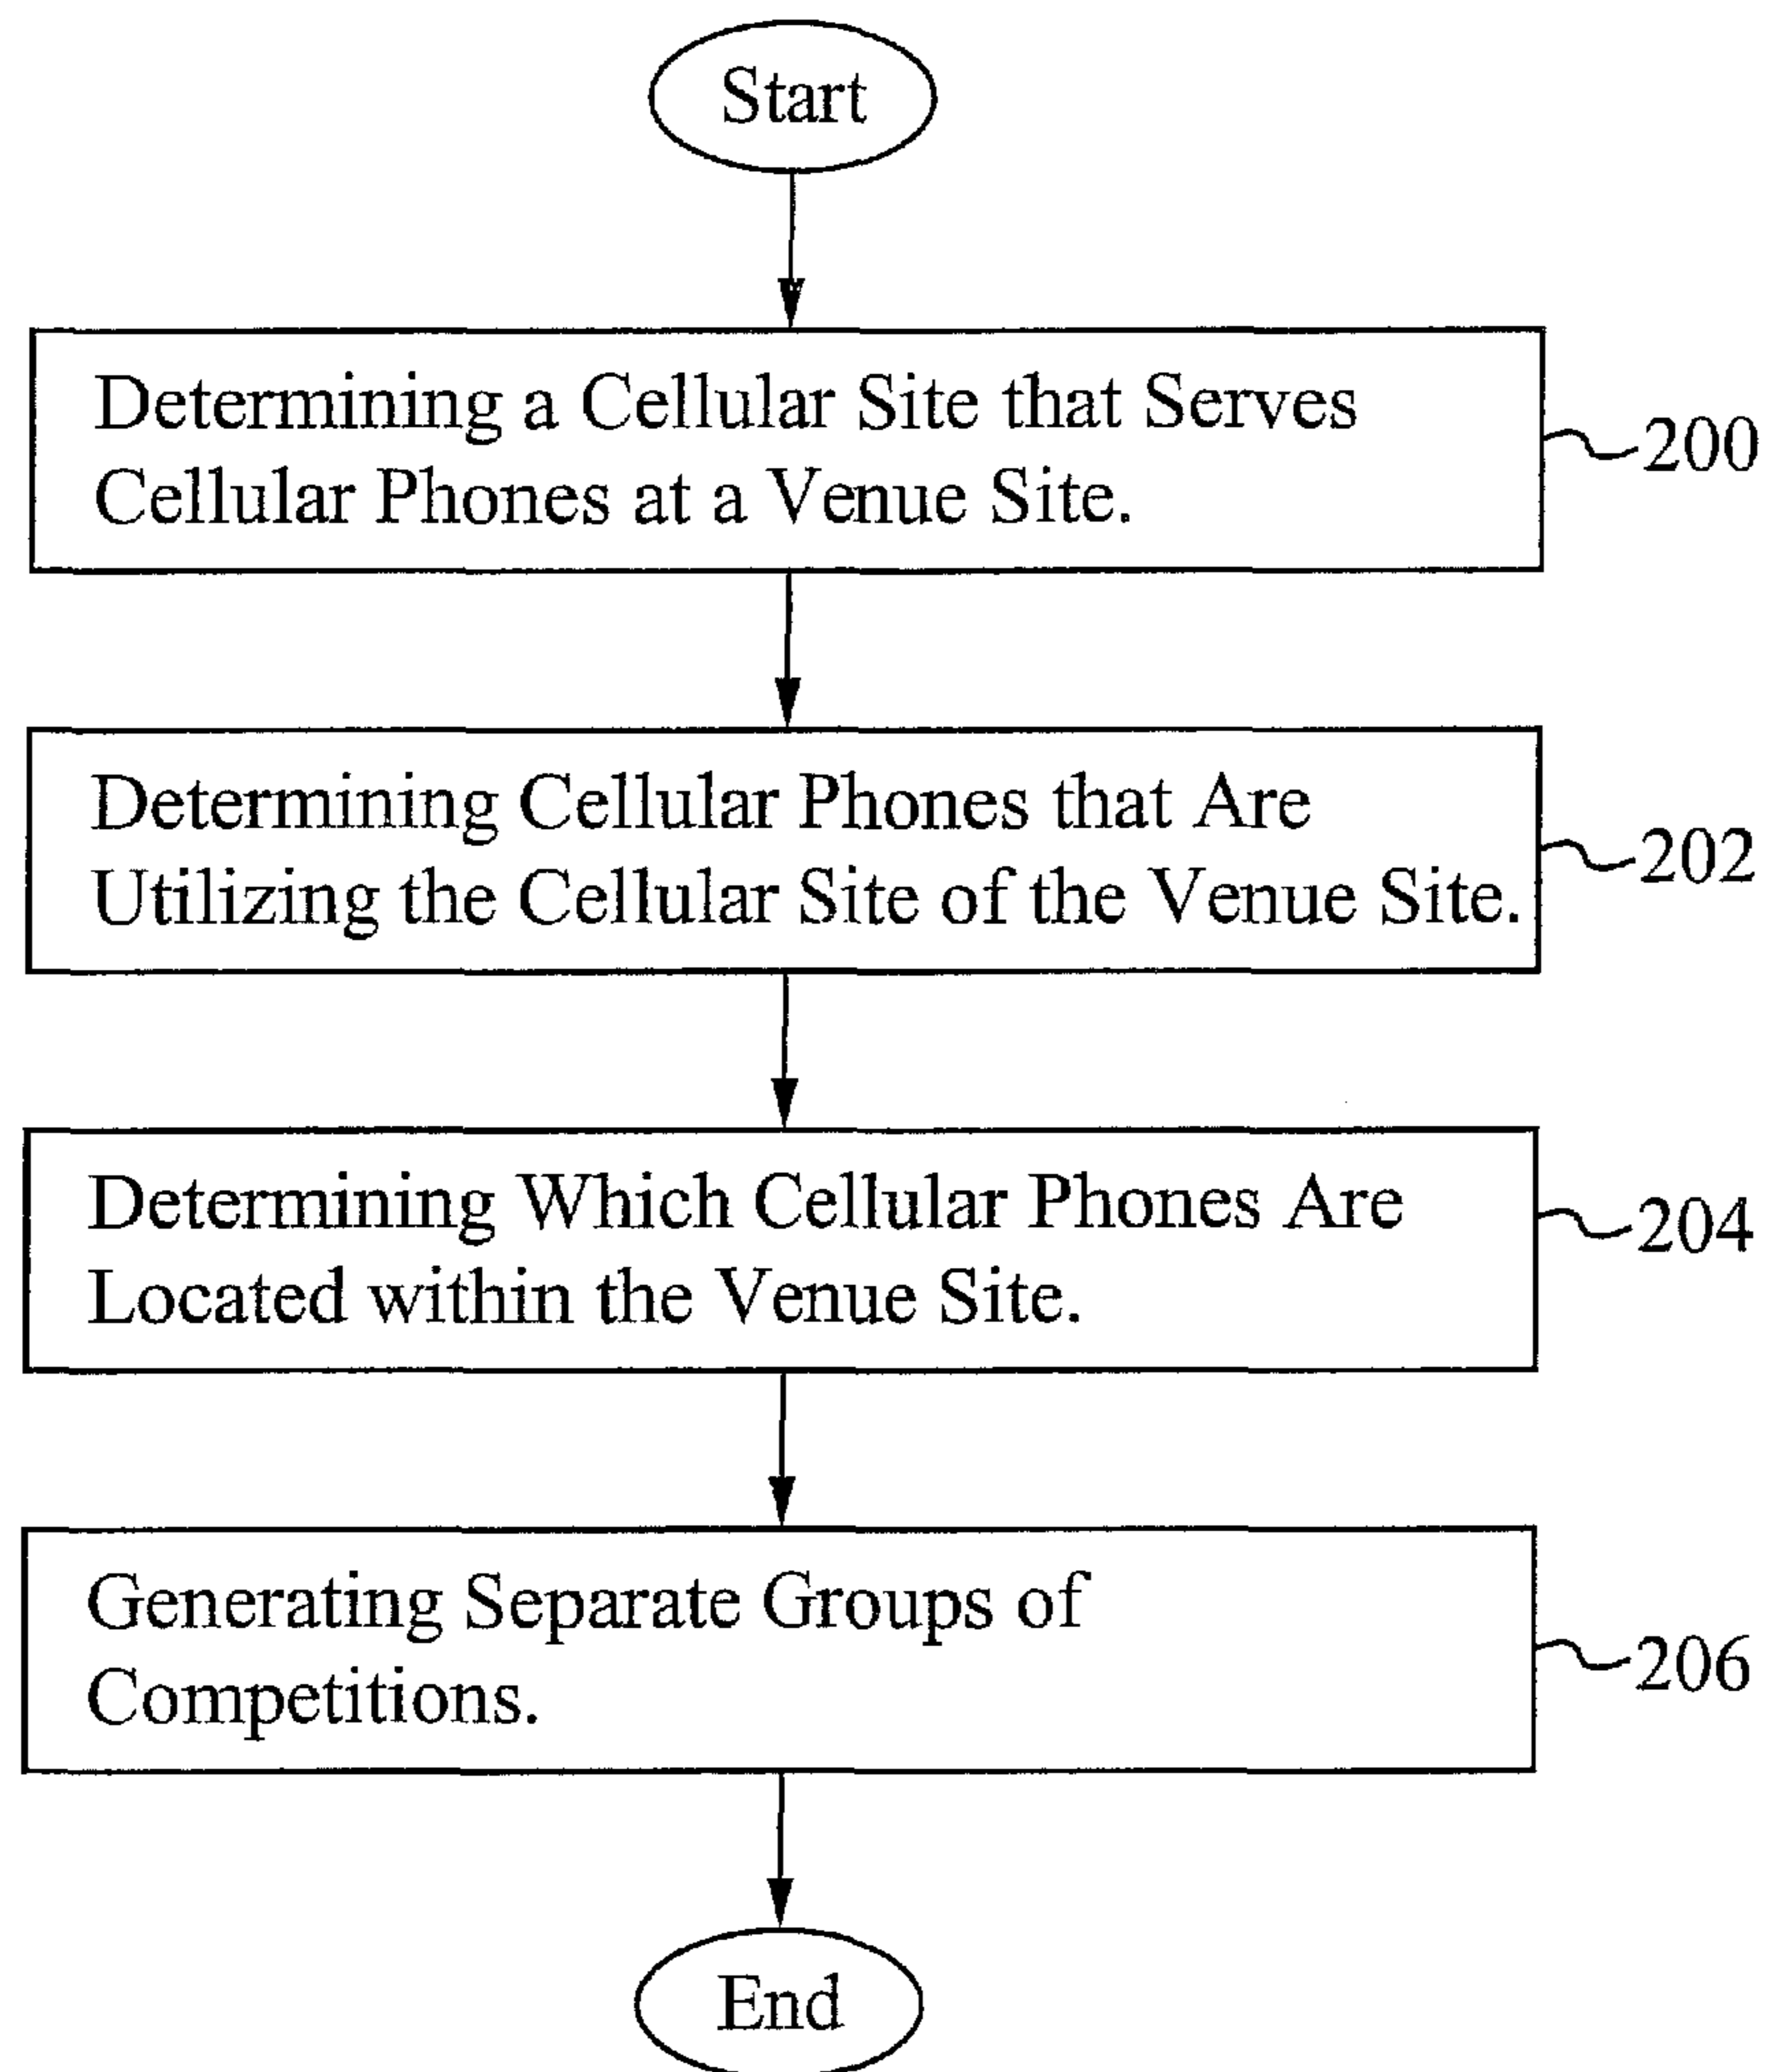 Start
Determining a Cellular Site that Serves
Cellular Phones at a Venue Site.
200
Determining Cellular Phones that Are
Utilizing the Cellular Site of the Venue Site.
202
Determining Which Cellular Phones Are
Located within the Venue Site.
204
Generating Separate Groups of
Competitions.
206
End